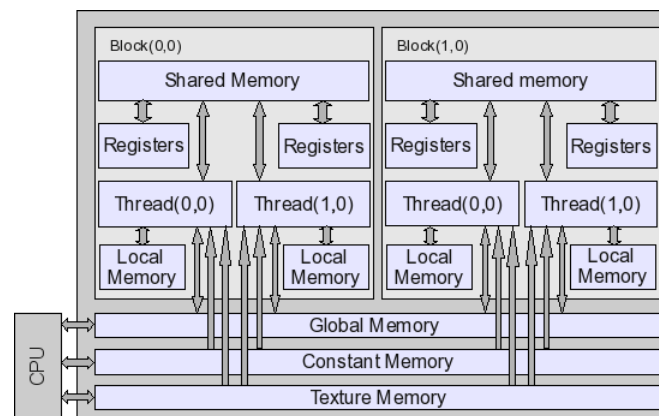 Block(0,0)
Shared Memory
Registers
Registers
Thread(0,0)
Thread(1,0)
Local
Memory
Local
Memory
Block(1,0)
Shared memory
Registers
Registers
Thread(0,0)
Thread(1,0)
Local
Memory
Local
Memory
CPU
Global Memory
Constant Memory
Texture Memory